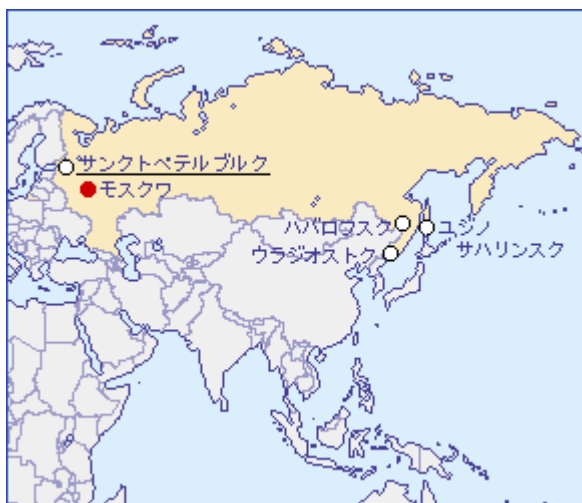 サンクトペテルブルク
モスクワ
ハバロフスク
ユジノ
サハリンスク
ウラジオストク